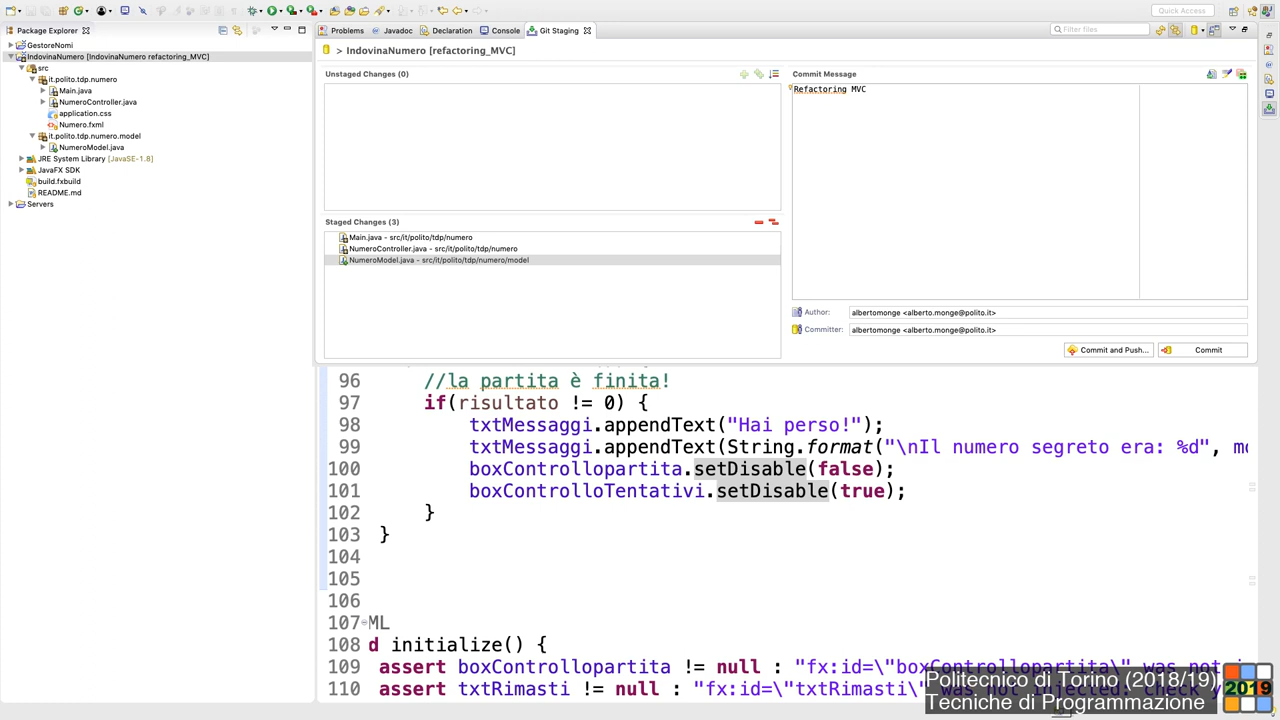 Quick Access
Package Explorer
GestoreNomi
IndovinaNumero [IndovinaNumero refactoring_MVC]
src
it.polito.tdp.numero
Main.java
NumeroController.java
application.css
Numero.fxml
it.polito.tdp.numero.model
NumeroModel.java
JRE System Library [JavaSE-1.8]
JavaFX SDK
build.fxbuild
README.md
Servers
Problems Javadoc Declaration Console Git Staging
Filter files
> IndovinaNumero [refactoring_MVC]
Unstaged Changes (0)
Staged Changes (3)
Main.java - src/it/polito/tdp/numero
NumeroController.java - src/it/polito/tdp/numero
NumeroModel.java - src/it/polito/tdp/numero/model
Commit Message
Refactoring MVC
Author: albertomonge <alberto.monge@polito.it>
Committer: albertomonge <alberto.monge@polito.it>
Commit and Push... Commit
96 //la partita è finita!
97 if(risultato != 0) {
98 txtMessaggi.appendText("Hai perso!");
99 txtMessaggi.appendText(String.format("\nIl numero segreto era: %d", mo
100 boxControllopartita.setDisable(false);
101 boxControlloTentativi.setDisable(true);
102 }
103 }
104
105
106
107 ML
108 d initialize() {
109 assert boxControllopartita != null : "fx:id=\"boxControllopartita\" was not
110 assert txtRimasti != null : "fx:id=\"txtRimasti\" was not injected: check
Politecnico di Torino (2018/19)
Tecniche di Programmazione
2019